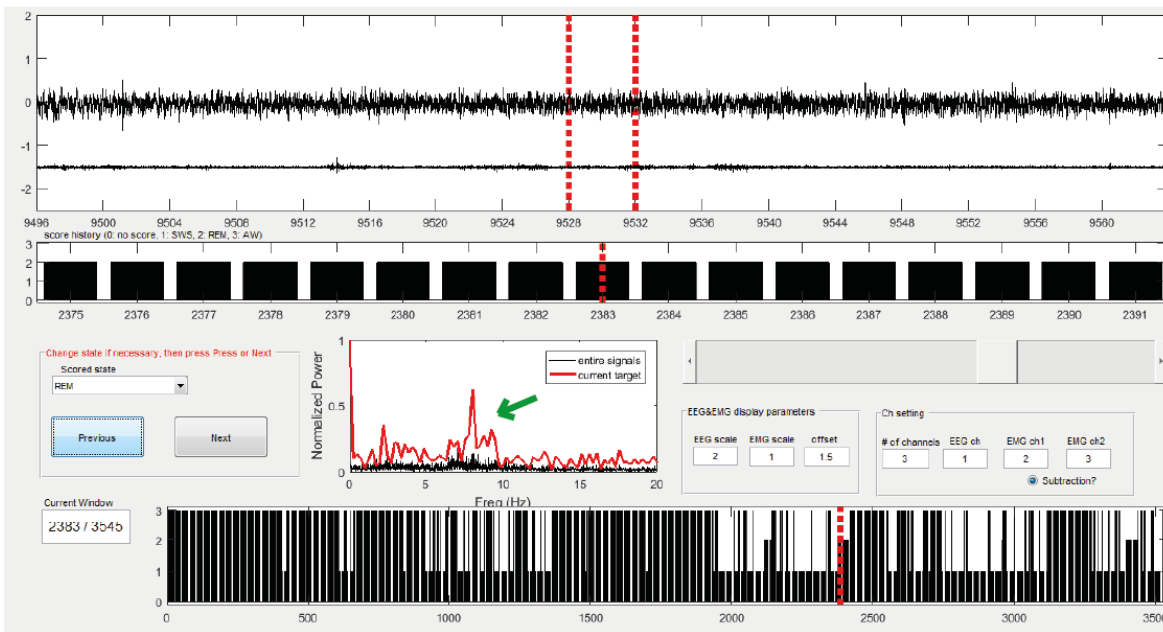 2
1
0
-1
-2
9496 9500 9504 9508 9512 9516 9520 9524 9528 9532 9536 9540 9544 9548 9552 9556 9560
score history (0: no score, 1: SWS, 2: REM, 3: AW)
3
2
1
0
2375 2376 2377 2378 2379 2380 2381 2382 2383 2384 2385 2386 2387 2388 2389 2390 2391
Change state if necessary, then press Press or Next
Scored state
REM
Previous Next
Current Window
2383 / 3545
Normalized Power
1
0.5
0
entire signals
current target
0 5 10 15 20
Freq (Hz)
EEG&EMG display parameters
EEG scale EMG scale offset
2 1 1.5
Ch setting
# of channels EEG ch EMG ch1 EMG ch2
3 1 2 3
Subtraction?
3
2
1
0
0 500 1000 1500 2000 2500 3000 3500